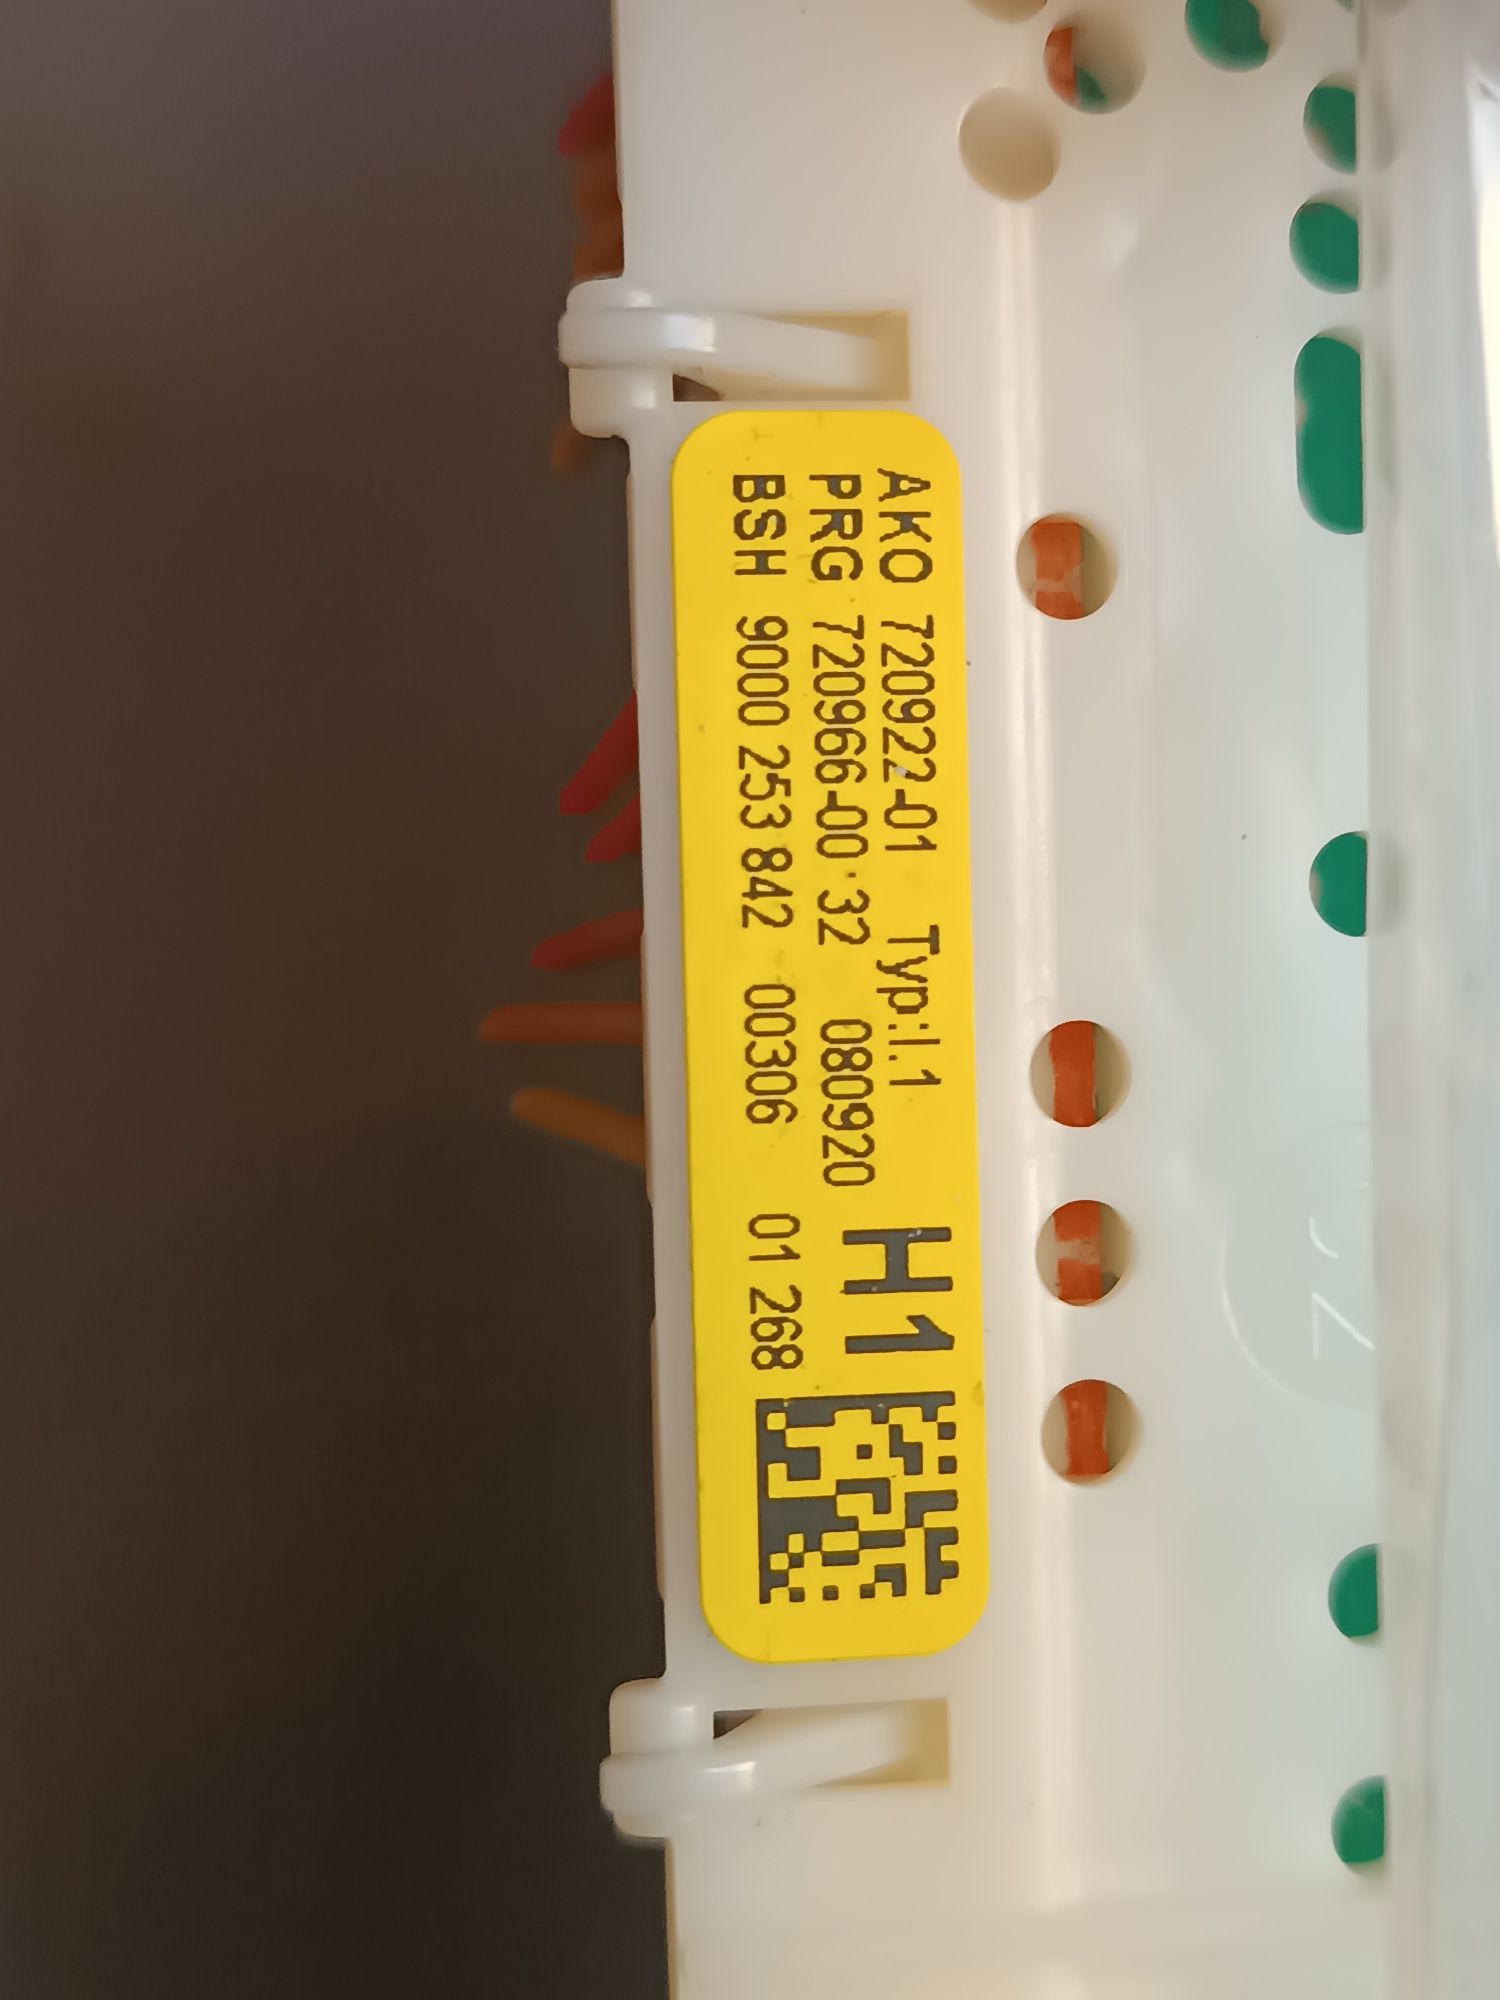 AKO 720922-01 Typ:I.1
PRG 720966-00:32 080920
BSH 9000 253 842 00306 01 268
H1